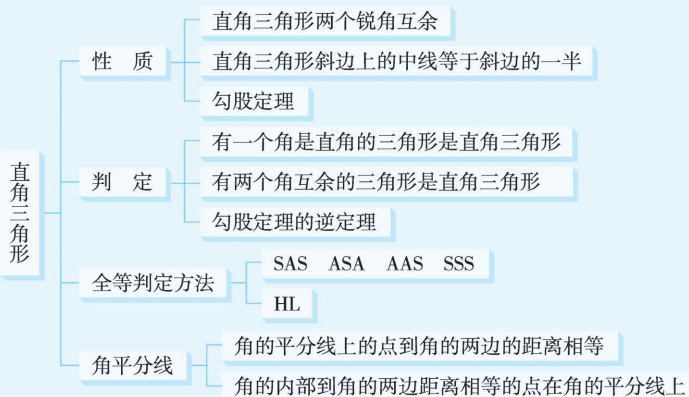 直角三角形
性 质
直角三角形两个锐角互余
直角三角形斜边上的中线等于斜边的一半
勾股定理
判 定
有一个角是直角的三角形是直角三角形
有两个角互余的三角形是直角三角形
勾股定理的逆定理
全等判定方法
SAS ASA AAS SSS
HL
角平分线
角的平分线上的点到角的两边的距离相等
角的内部到角的两边距离相等的点在角的平分线上